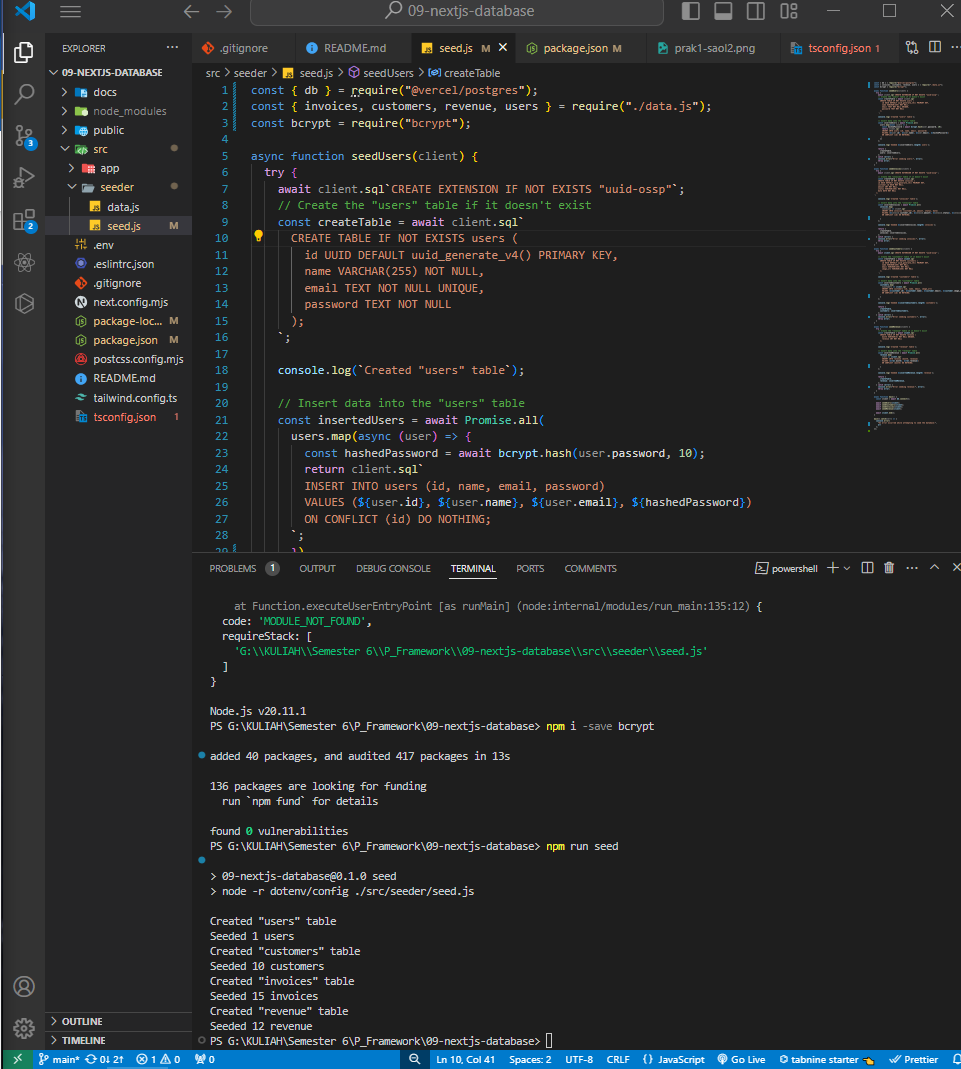 09-nextjs-database
EXPLORER
.gitignore
README.md
seed.js M
package.json M
prak1-saol2.png
tsconfig.json 1
09-NEXTJS-DATABASE
docs
node_modules
public
src
app
seeder
data.js
seed.js M
.env
.eslintrc.json
.gitignore
next.config.mjs
package-loc... M
package.json M
postcss.config.mjs
README.md
tailwind.config.ts
tsconfig.json 1
OUTLINE
TIMELINE
3
2
src > seeder > seed.js > seedUsers > createTable
1 const { db } = require("@vercel/postgres");
2 const { invoices, customers, revenue, users } = require("./data.js");
3 const bcrypt = require("bcrypt");
4
5 async function seedUsers(client) {
6 try {
7 await client.sql`CREATE EXTENSION IF NOT EXISTS "uuid-ossp"`;
8 // Create the "users" table if it doesn't exist
9 const createTable = await client.sql`
10 CREATE TABLE IF NOT EXISTS users (
11 id UUID DEFAULT uuid_generate_v4() PRIMARY KEY,
12 name VARCHAR(255) NOT NULL,
13 email TEXT NOT NULL UNIQUE,
14 password TEXT NOT NULL
15 );
16 `;
17
18 console.log(`Created "users" table`);
19
20 // Insert data into the "users" table
21 const insertedUsers = await Promise.all(
22 users.map(async (user) => {
23 const hashedPassword = await bcrypt.hash(user.password, 10);
24 return client.sql`
25 INSERT INTO users (id, name, email, password)
26 VALUES (${user.id}, ${user.name}, ${user.email}, ${hashedPassword})
27 ON CONFLICT (id) DO NOTHING;
28 `;
29 })
PROBLEMS 1 OUTPUT DEBUG CONSOLE TERMINAL PORTS COMMENTS powershell
at Function.executeUserEntryPoint [as runMain] (node:internal/modules/run_main:135:12) {
code: 'MODULE_NOT_FOUND',
requireStack: [
'G:\\KULIAH\\Semester 6\\P_Framework\\09-nextjs-database\\src\\seeder\\seed.js'
]
}
Node.js v20.11.1
PS G:\KULIAH\Semester 6\P_Framework\09-nextjs-database> npm i -save bcrypt
added 40 packages, and audited 417 packages in 13s
136 packages are looking for funding
run `npm fund` for details
found 0 vulnerabilities
PS G:\KULIAH\Semester 6\P_Framework\09-nextjs-database> npm run seed
> 09-nextjs-database@0.1.0 seed
> node -r dotenv/config ./src/seeder/seed.js
Created "users" table
Seeded 1 users
Created "customers" table
Seeded 10 customers
Created "invoices" table
Seeded 15 invoices
Created "revenue" table
Seeded 12 revenue
PS G:\KULIAH\Semester 6\P_Framework\09-nextjs-database>
main* 0↓ 2↑ 1 0 0 Ln 10, Col 41 Spaces: 2 UTF-8 CRLF {} JavaScript Go Live tabnine starter Prettier